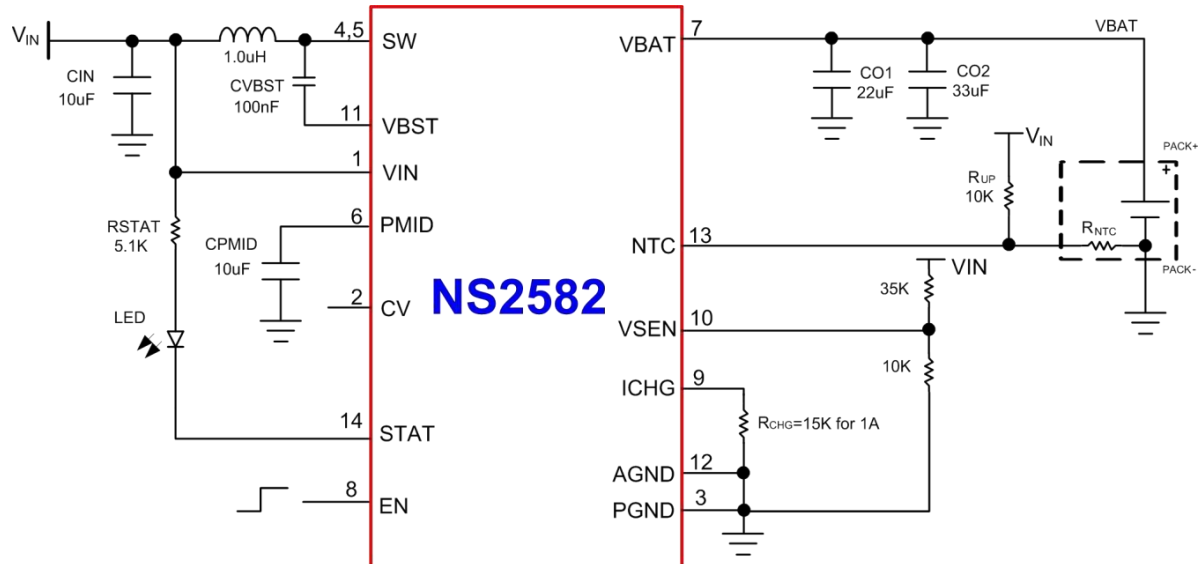 VIN
4,5
SW
1.0uH
CIN
10uF
CVBST
100nF
11
VBST
1
VIN
RSTAT
5.1K
6
PMID
CPMID
10uF
2
CV
LED
14
STAT
8
EN
NS2582
VBAT
7
VBAT
CO1
22uF
CO2
33uF
VIN
RUP
10K
PACK+
+
NTC
13
RNTC
PACK-
VIN
35K
VSEN
10
10K
ICHG
9
RCHG=15K for 1A
AGND
12
PGND
3